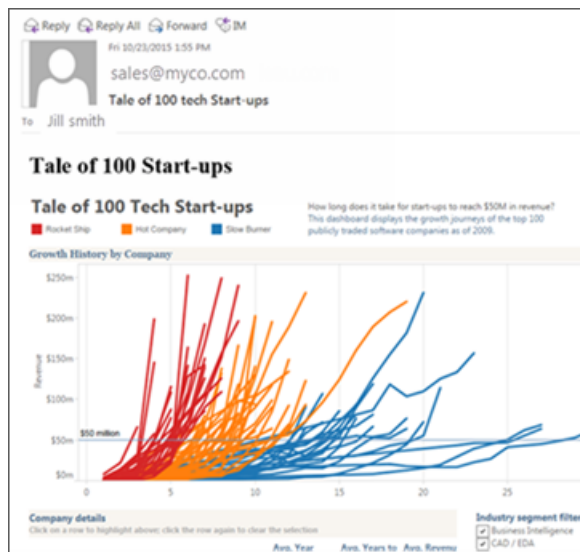 Reply Reply All Forward IM
Fri 10/23/2015 1:55 PM
sales@myco.com
Tale of 100 tech Start-ups
To Jill smith
Tale of 100 Start-ups
Tale of 100 Tech Start-ups
Rocket Ship Hot Company Slow Burner
How long does it take for start-ups to reach $50M in revenue?
This dashboard displays the growth journeys of the top 100
publicly traded software companies as of 2009.
Growth History by Company
$250m
$200m
$150m
$100m
$50m
$0m
Revenue
$50 million
0 5 10 15 20 25
Company details
Click on a row to highlight above; click the row again to clear the selection
Avg. Year Avg. Years to Avg. Revenu
Industry segment filter
Business Intelligence
CAD / EDA